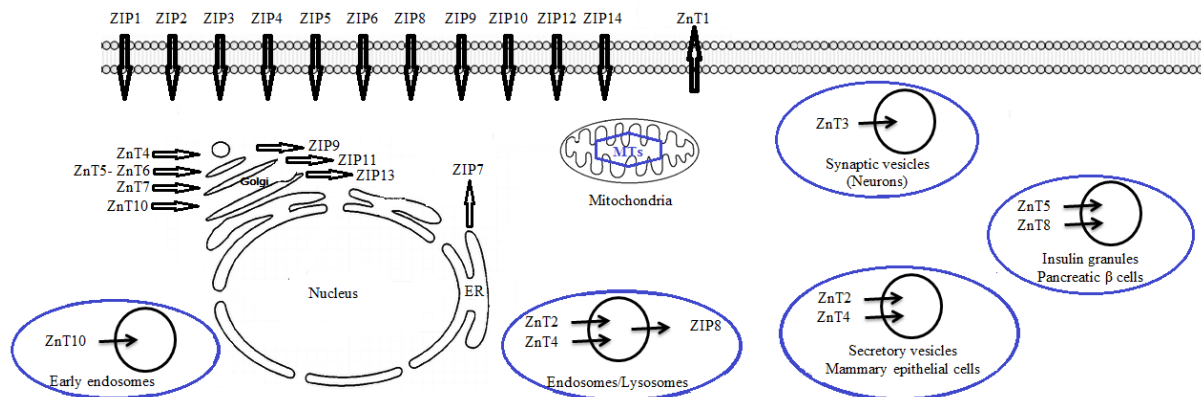 ZIP1 ZIP2 ZIP3 ZIP4 ZIP5 ZIP6 ZIP8 ZIP9 ZIP10 ZIP12 ZIP14 ZnT1
ZnT4
ZnT5- ZnT6
ZnT7
ZnT10
Golgi
ZIP9
ZIP11
ZIP13
ZIP7
MTs
Mitochondria
ZnT3
Synaptic vesicles
(Neurons)
ZnT5
ZnT8
Insulin granules
Pancreatic β cells
Nucleus
ER
ZnT10
Early endosomes
ZnT2
ZnT4
ZIP8
Endosomes/Lysosomes
ZnT2
ZnT4
Secretory vesicles
Mammary epithelial cells